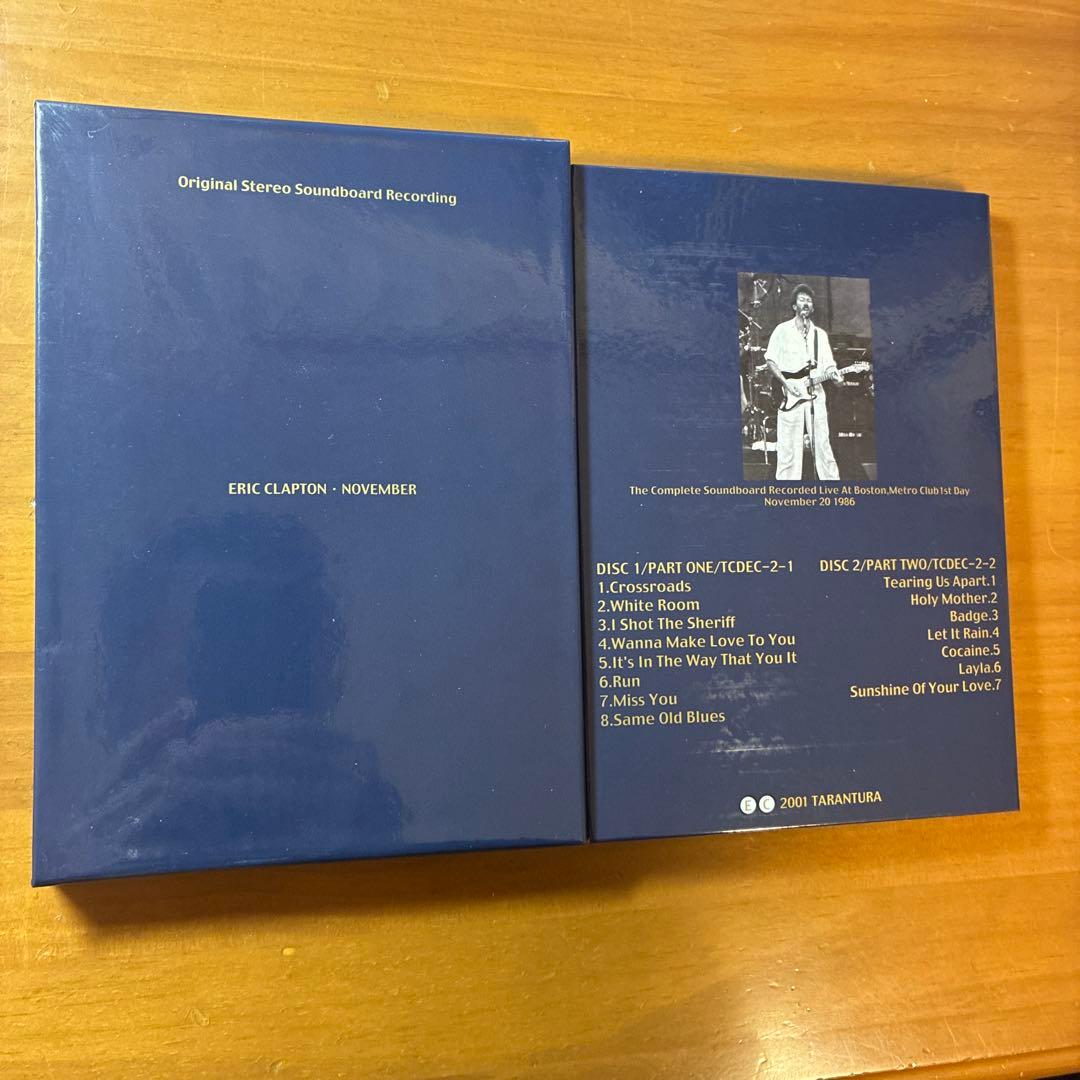 Original Stereo Soundboard Recording
ERIC CLAPTON · NOVEMBER
The Complete Soundboard Recorded Live At Boston,Metro Club1st Day
November 20 1986
DISC 1/PART ONE/TCDEC-2-1
1.Crossroads
2.White Room
3.I Shot The Sheriff
4.Wanna Make Love To You
5.It's In The Way That You It
6.Run
7.Miss You
8.Same Old Blues
DISC 2/PART TWO/TCDEC-2-2
Tearing Us Apart.1
Holy Mother.2
Badge.3
Let It Rain.4
Cocaine.5
Layla.6
Sunshine Of Your Love.7
E C 2001 TARANTURA